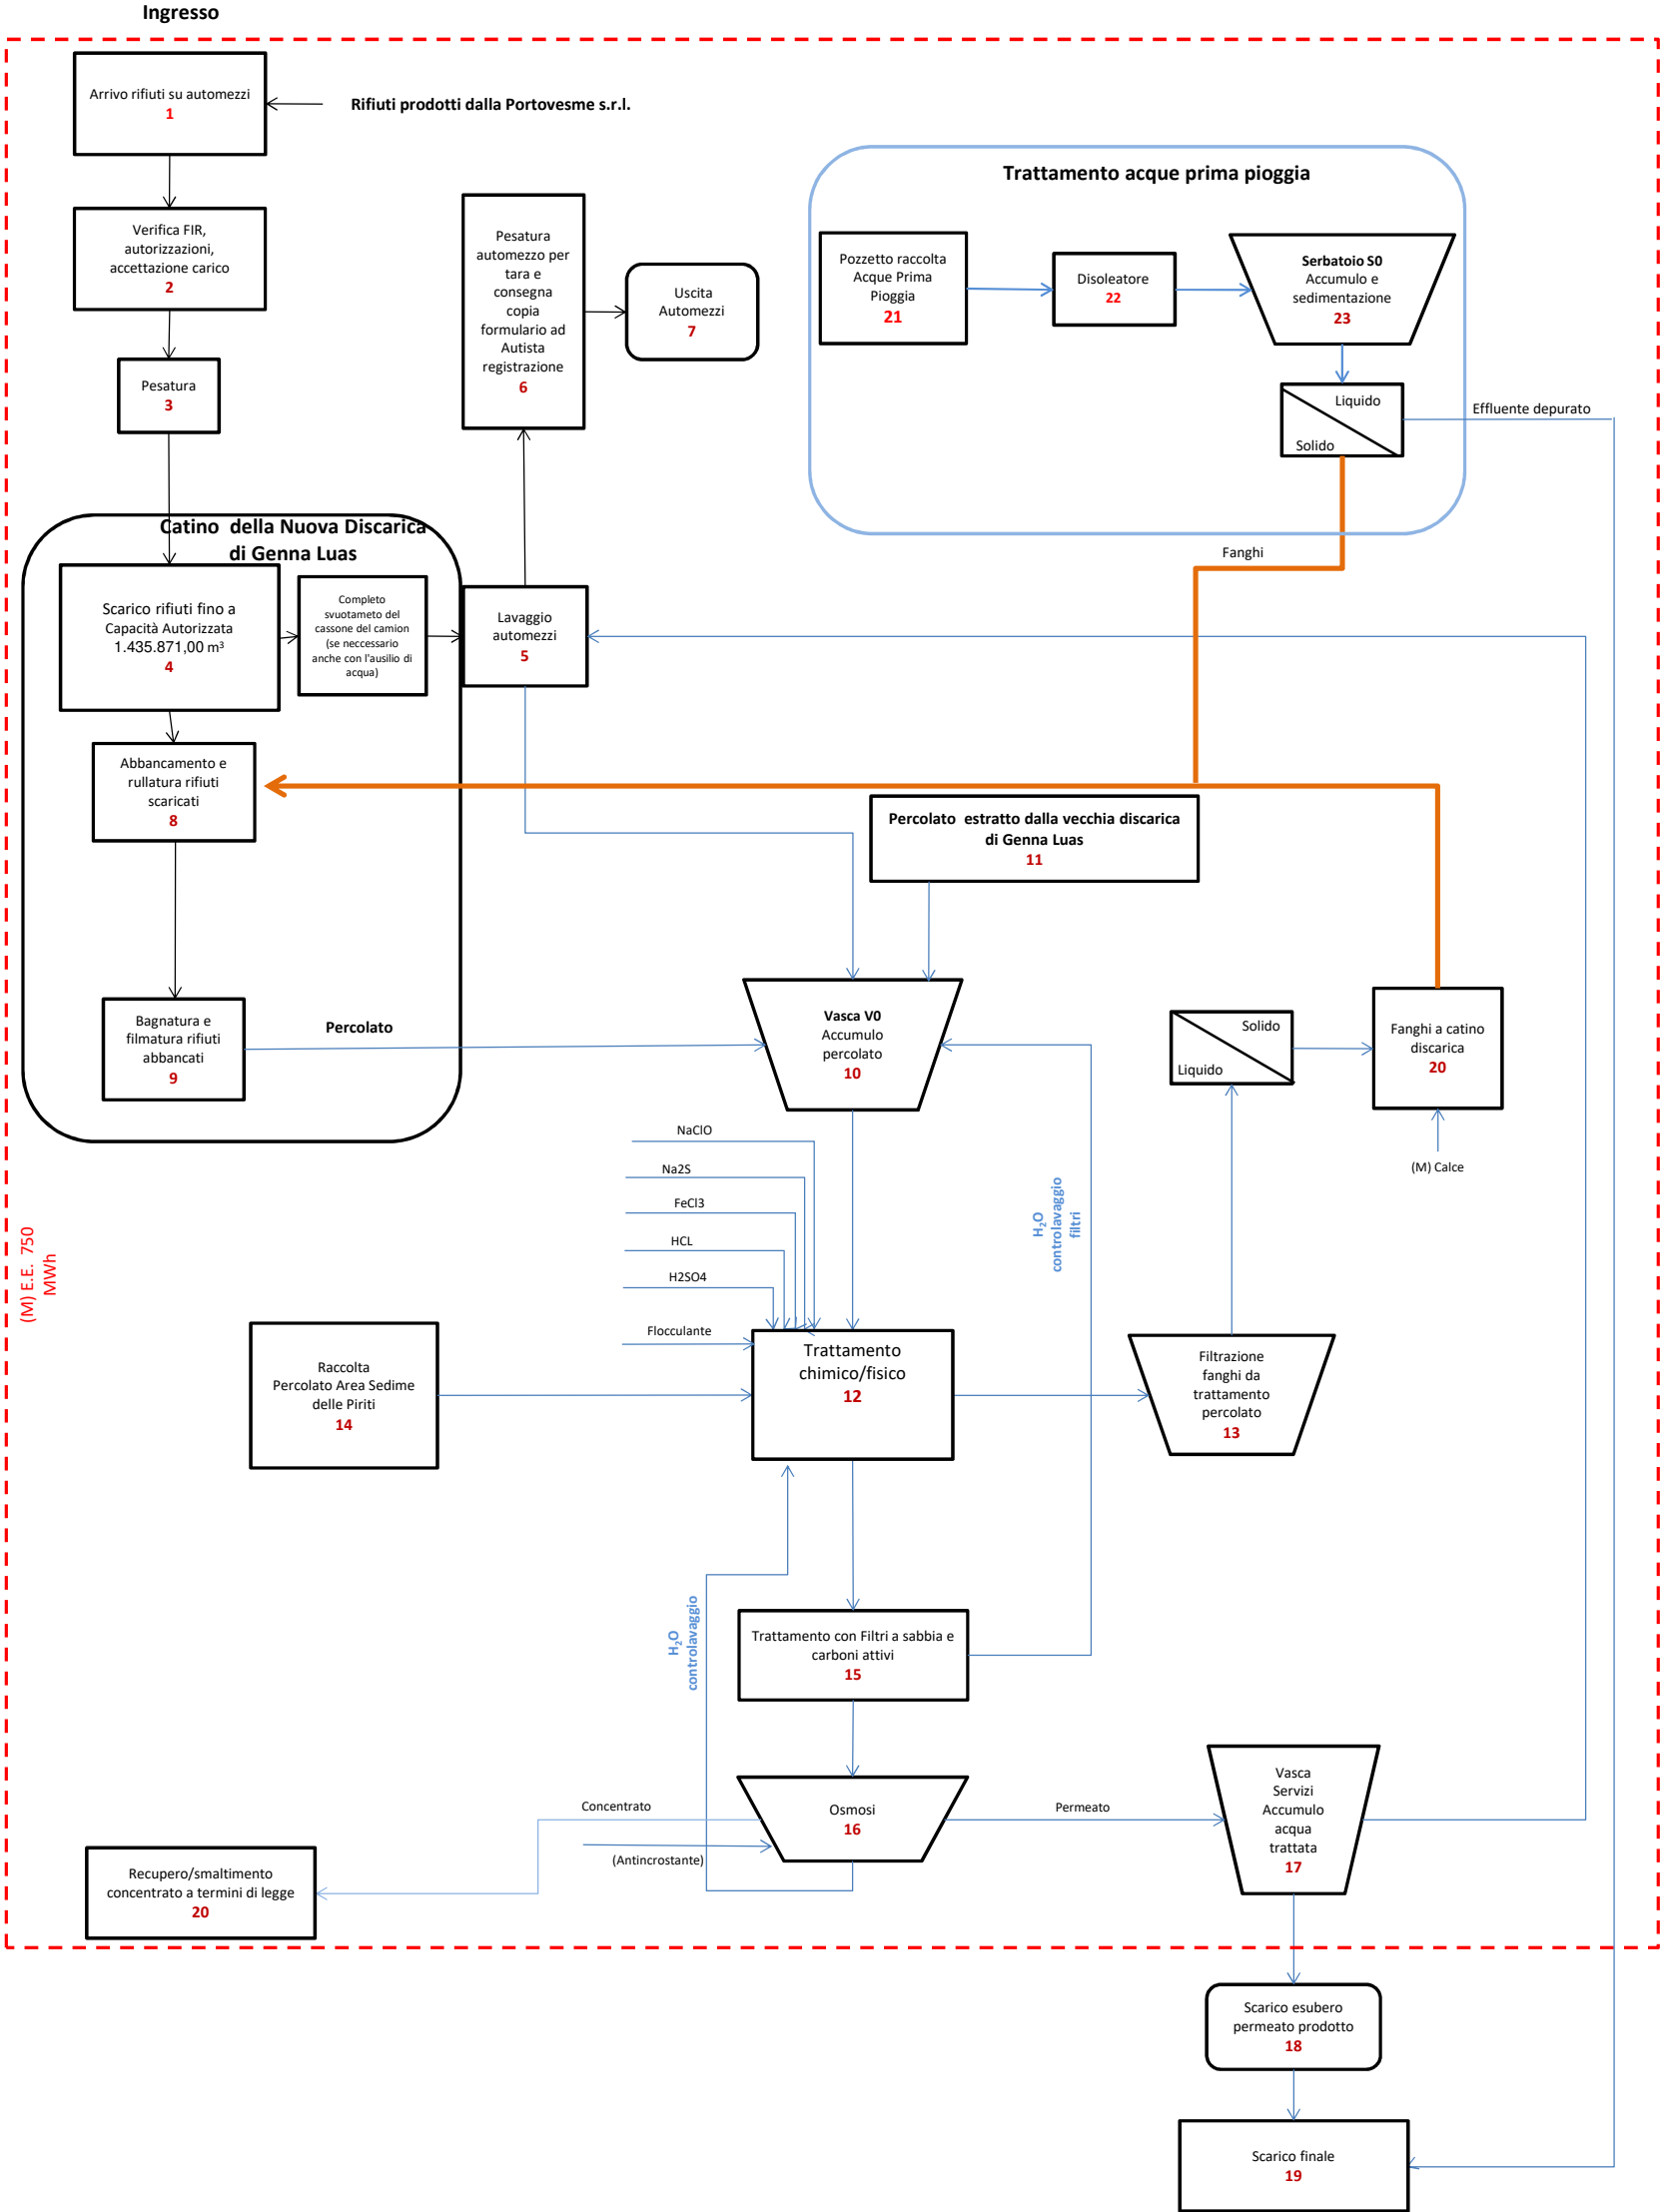 Ingresso
Arrivo rifiuti su automezzi
1
Rifiuti prodotti dalla Portovesme s.r.l.
Verifica FIR,
autorizzazioni,
accettazione carico
2
Pesatura
3
Pesatura
automezzo per
tara e
consegna
copia
formulario ad
Autista
registrazione
6
Uscita
Automezzi
7
Trattamento acque prima pioggia
Pozzetto raccolta
Acque Prima
Pioggia
21
Disoleatore
22
Serbatoio S0
Accumulo e
sedimentazione
23
Liquido
Solido
Effluente depurato
Fanghi
Catino della Nuova Discarica
di Genna Luas
Scarico rifiuti fino a
Capacità Autorizzata
1.435.871,00 m³
4
Completo
svuotameto del
cassone del camion
(se neccessario
anche con l'ausilio di
acqua)
Lavaggio
automezzi
5
Abbancamento e
rullatura rifiuti
scaricati
8
Percolato estratto dalla vecchia discarica
di Genna Luas
11
Bagnatura e
filmatura rifiuti
abbancati
9
Percolato
Vasca V0
Accumulo
percolato
10
Solido
Liquido
Fanghi a catino
discarica
20
(M) Calce
NaClO
Na2S
FeCl3
HCL
H2SO4
Flocculante
H₂O
controlavaggio
filtri
(M) E.E. 750
MWh
Raccolta
Percolato Area Sedime
delle Piriti
14
Trattamento
chimico/fisico
12
Filtrazione
fanghi da
trattamento
percolato
13
H₂O
controlavaggio
Trattamento con Filtri a sabbia e
carboni attivi
15
Concentrato
(Antincrostante)
Osmosi
16
Permeato
Vasca
Servizi
Accumulo
acqua
trattata
17
Recupero/smaltimento
concentrato a termini di legge
20
Scarico esubero
permeato prodotto
18
Scarico finale
19